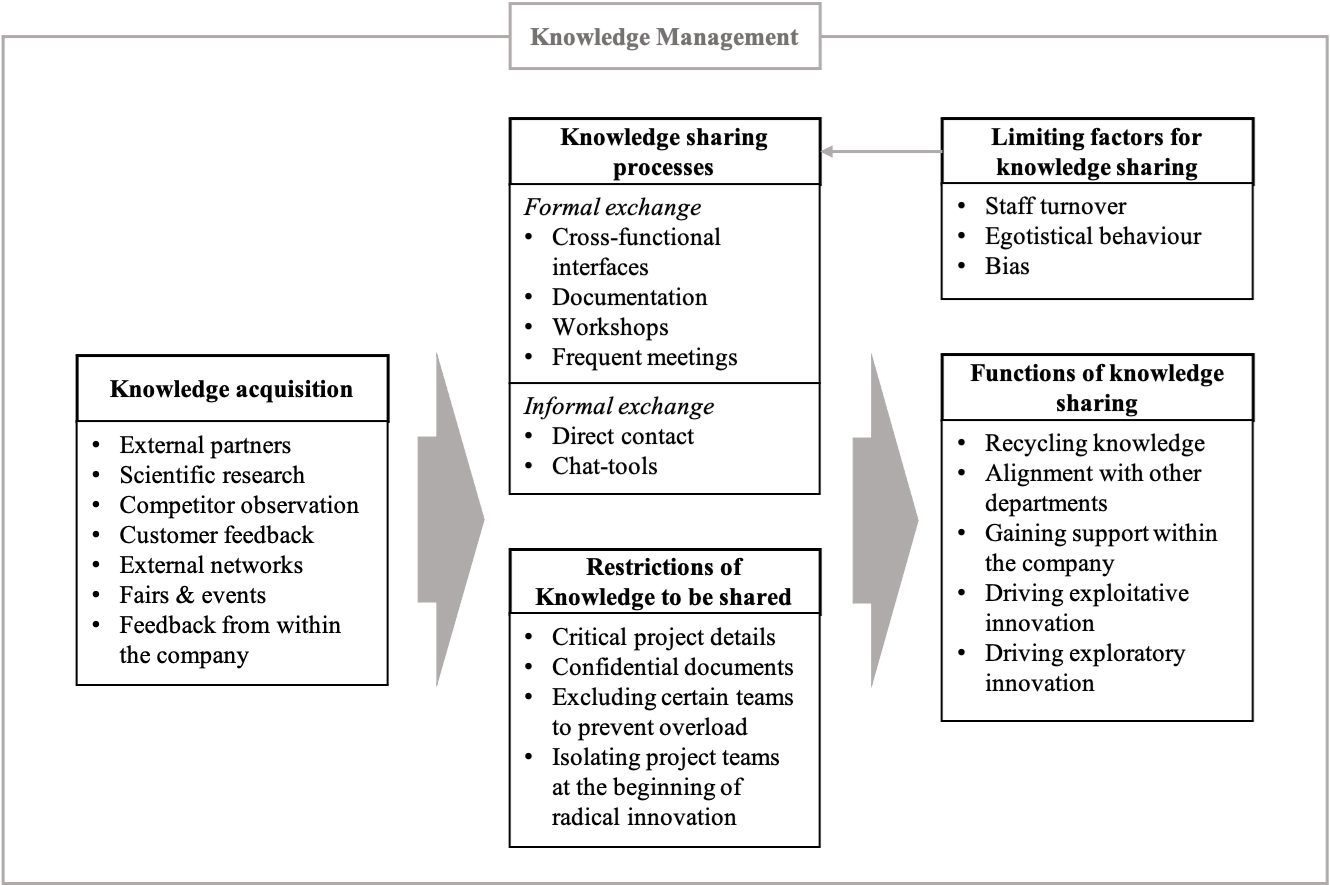 Knowledge Management
Knowledge acquisition
• External partners
• Scientific research
• Competitor observation
• Customer feedback
• External networks
• Fairs & events
• Feedback from within
the company
Knowledge sharing
processes
Formal exchange
• Cross-functional
interfaces
• Documentation
• Workshops
• Frequent meetings
Informal exchange
• Direct contact
• Chat-tools
Restrictions of
Knowledge to be shared
• Critical project details
• Confidential documents
• Excluding certain teams
to prevent overload
• Isolating project teams
at the beginning of
radical innovation
Limiting factors for
knowledge sharing
• Staff turnover
• Egotistical behaviour
• Bias
Functions of knowledge
sharing
• Recycling knowledge
• Alignment with other
departments
• Gaining support within
the company
• Driving exploitative
innovation
• Driving exploratory
innovation